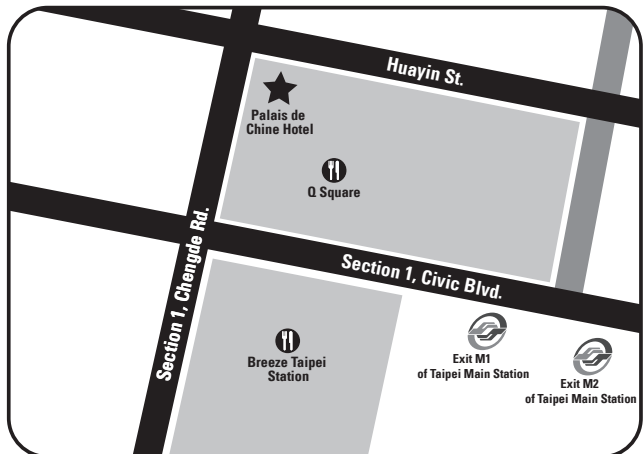 Huayin St.
Palais de
Chine Hotel
Q Square
Section 1, Chengde Rd.
Section 1, Civic Blvd.
Breeze Taipei
Station
Exit M1
of Taipei Main Station
Exit M2
of Taipei Main Station